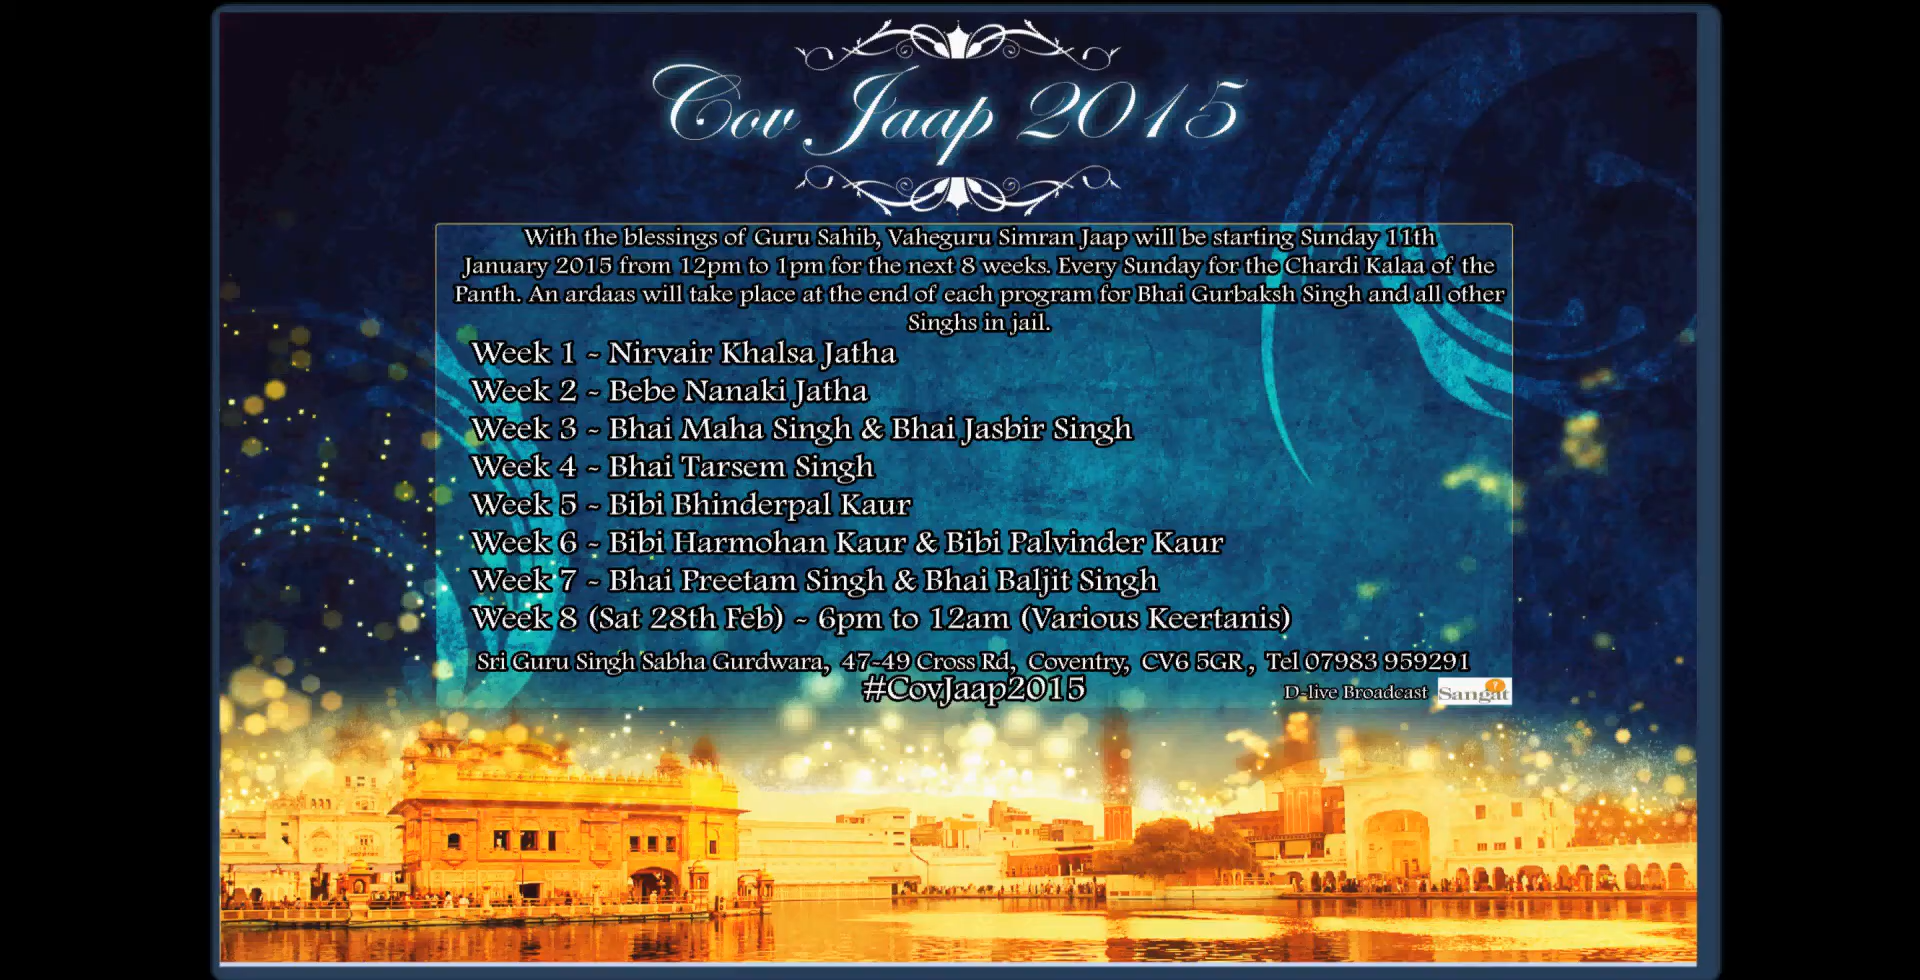 Cov Jaap 2015
With the blessings of Guru Sahib, Vaheguru Simran Jaap will be starting Sunday 11th
January 2015 from 12pm to 1pm for the next 8 weeks. Every Sunday for the Chardi Kalaa of the
Panth. An ardaas will take place at the end of each program for Bhai Gurbaksh Singh and all other
Singhs in jail.
Week 1 ~ Nirvair Khalsa Jatha
Week 2 ~ Bebe Nanaki Jatha
Week 3 ~ Bhai Maha Singh & Bhai Jasbir Singh
Week 4 ~ Bhai Tarsem Singh
Week 5 ~ Bibi Bhinderpal Kaur
Week 6 ~ Bibi Harmohan Kaur & Bibi Palvinder Kaur
Week 7 ~ Bhai Preetam Singh & Bhai Baljit Singh
Week 8 (Sat 28th Feb) ~ 6pm to 12am (Various Keertanis)
Sri Guru Singh Sabha Gurdwara, 47-49 Cross Rd, Coventry, CV6 5GR , Tel 07983 959291
#CovJaap2015
D-live Broadcast Sangat